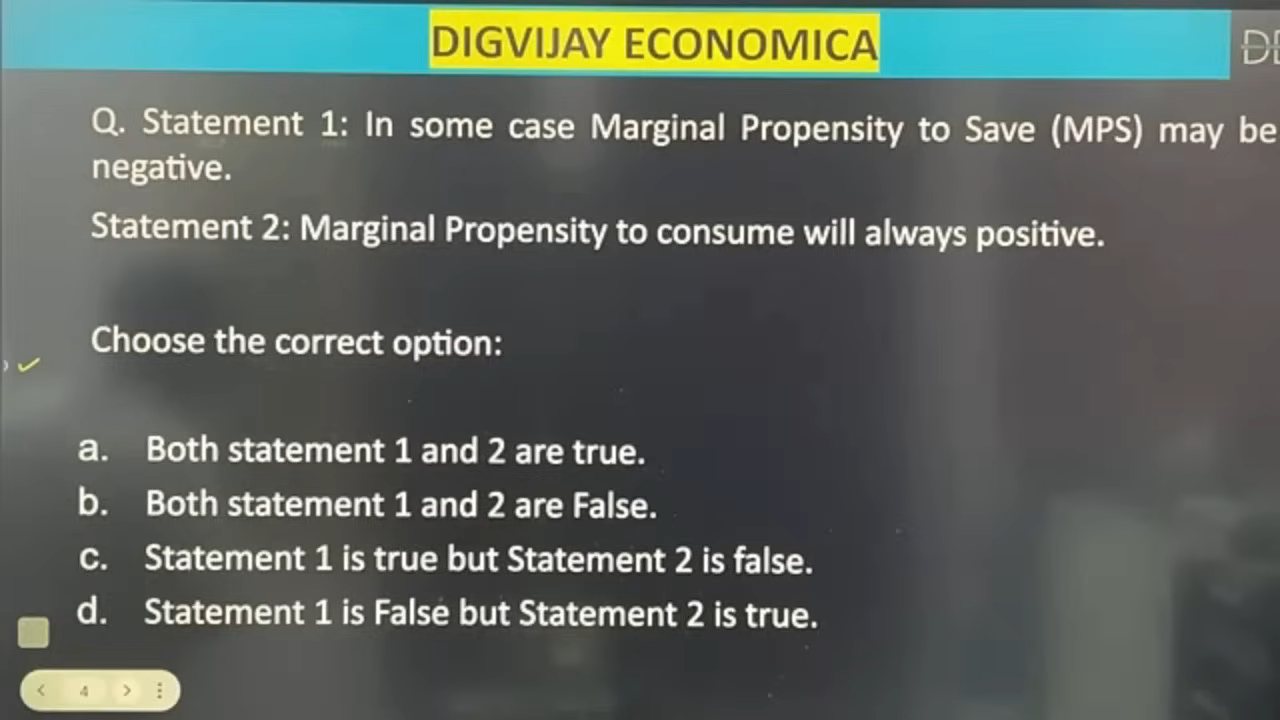 DIGVIJAY ECONOMICA
Q. Statement 1: In some case Marginal Propensity to Save (MPS) may be
negative.
Statement 2: Marginal Propensity to consume will always positive.
Choose the correct option:
a. Both statement 1 and 2 are true.
b. Both statement 1 and 2 are False.
c. Statement 1 is true but Statement 2 is false.
d. Statement 1 is False but Statement 2 is true.
4